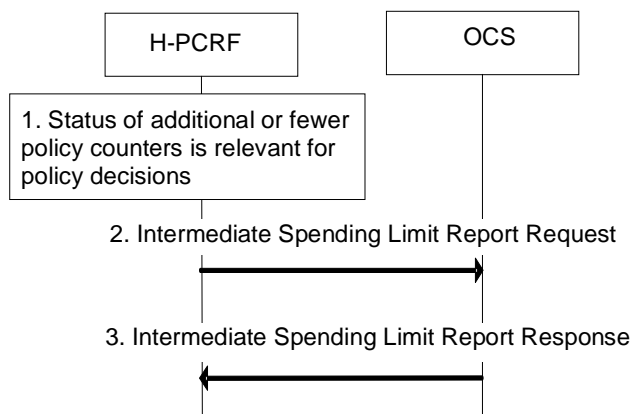 H-PCRF
OCS
1. Status of additional or fewer
policy counters is relevant for
policy decisions
2. Intermediate Spending Limit Report Request
3. Intermediate Spending Limit Report Response